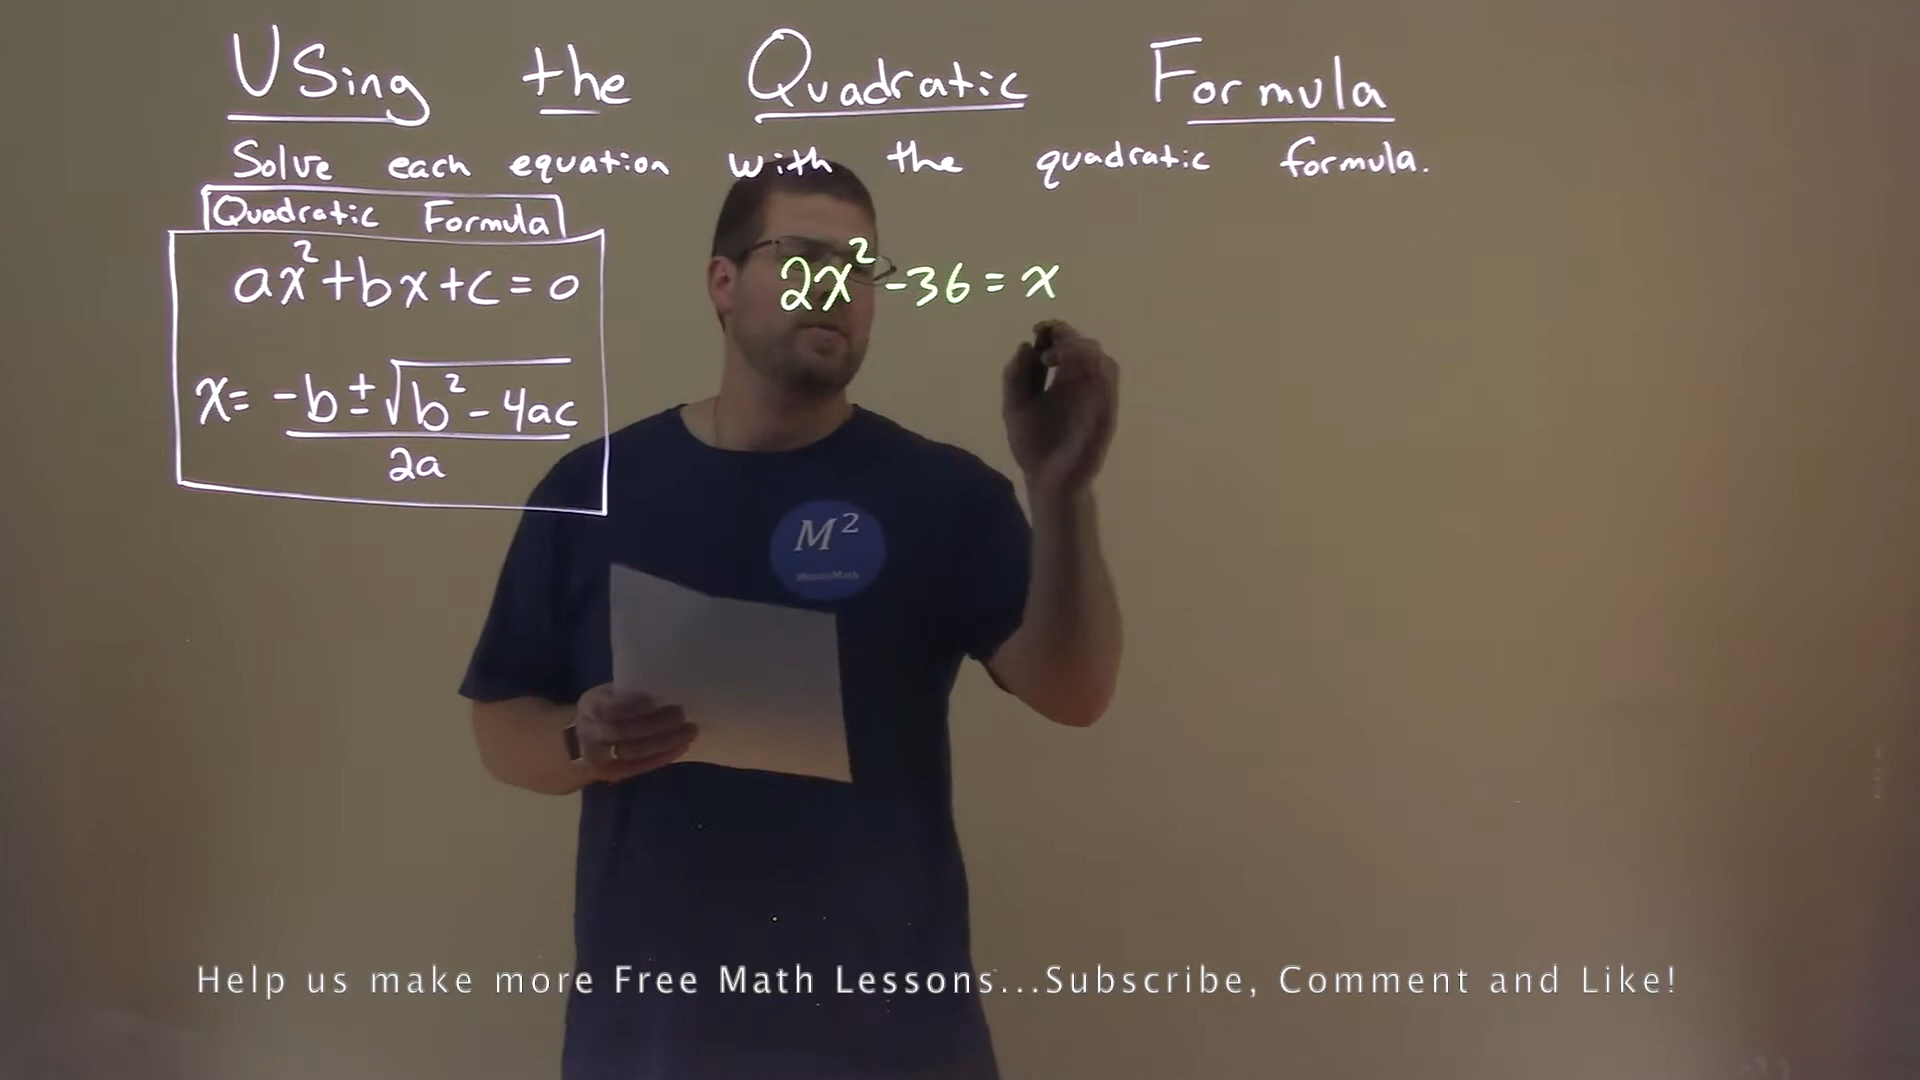 Using the Quadratic Formula
Solve each equation with the quadratic formula.
Quadratic Formula
ax²+bx+c=0
2x²-36=x
x= -b±√b²-4ac
2a
M²
MarcusiMath
Help us make more Free Math Lessons...Subscribe, Comment and Like!